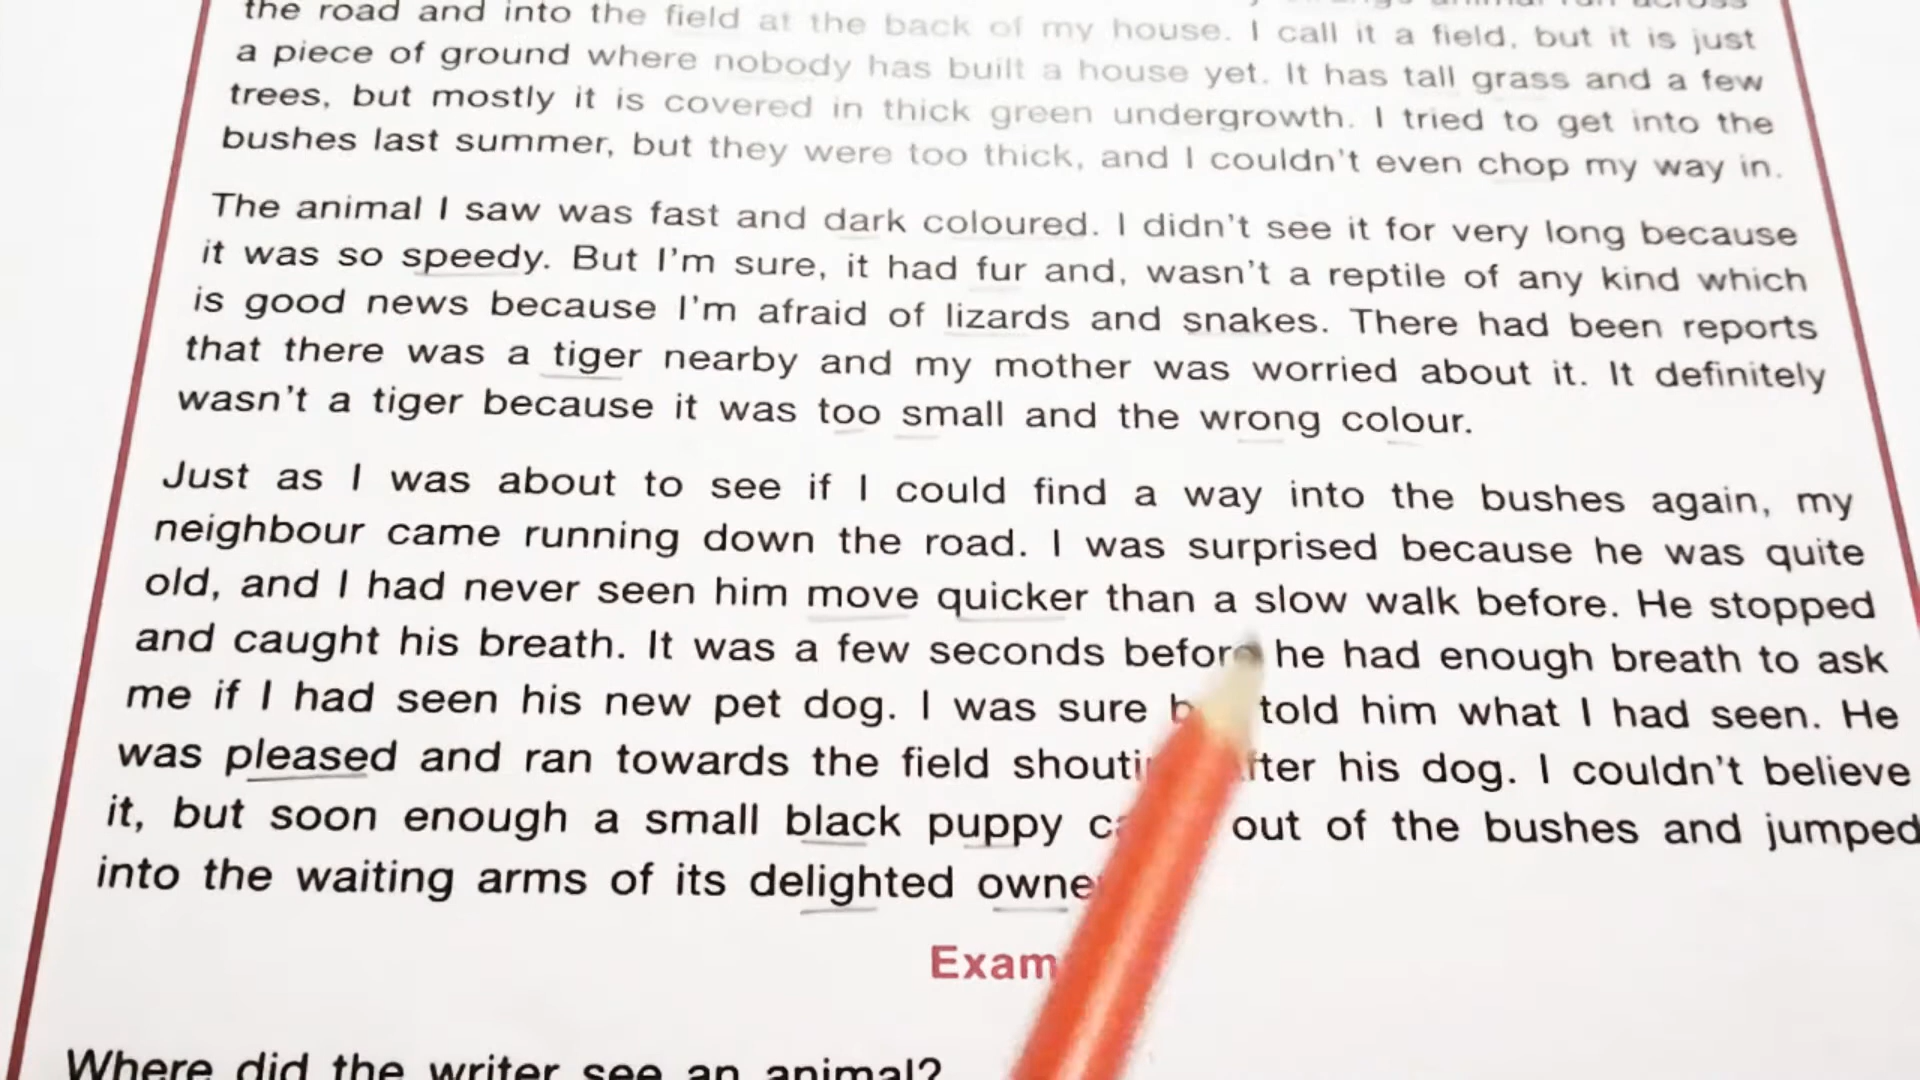 animal ran across
the road and into the field at the back of my house. I call it a field, but it is just
a piece of ground where nobody has built a house yet. It has tall grass and a few
trees, but mostly it is covered in thick green undergrowth. I tried to get into the
bushes last summer, but they were too thick, and I couldn't even chop my way in.
The animal I saw was fast and dark coloured. I didn't see it for very long because
it was so speedy. But I'm sure, it had fur and, wasn't a reptile of any kind which
is good news because I'm afraid of lizards and snakes. There had been reports
that there was a tiger nearby and my mother was worried about it. It definitely
wasn't a tiger because it was too small and the wrong colour.
Just as I was about to see if I could find a way into the bushes again, my
neighbour came running down the road. I was surprised because he was quite
old, and I had never seen him move quicker than a slow walk before. He stopped
and caught his breath. It was a few seconds before he had enough breath to ask
me if I had seen his new pet dog. I was sure told him what I had seen. He
was pleased and ran towards the field his dog. I couldn't believe
it, but soon enough a small black puppy out of the bushes and jumped
into the waiting arms of its delighted
Where did the writer see an animal?